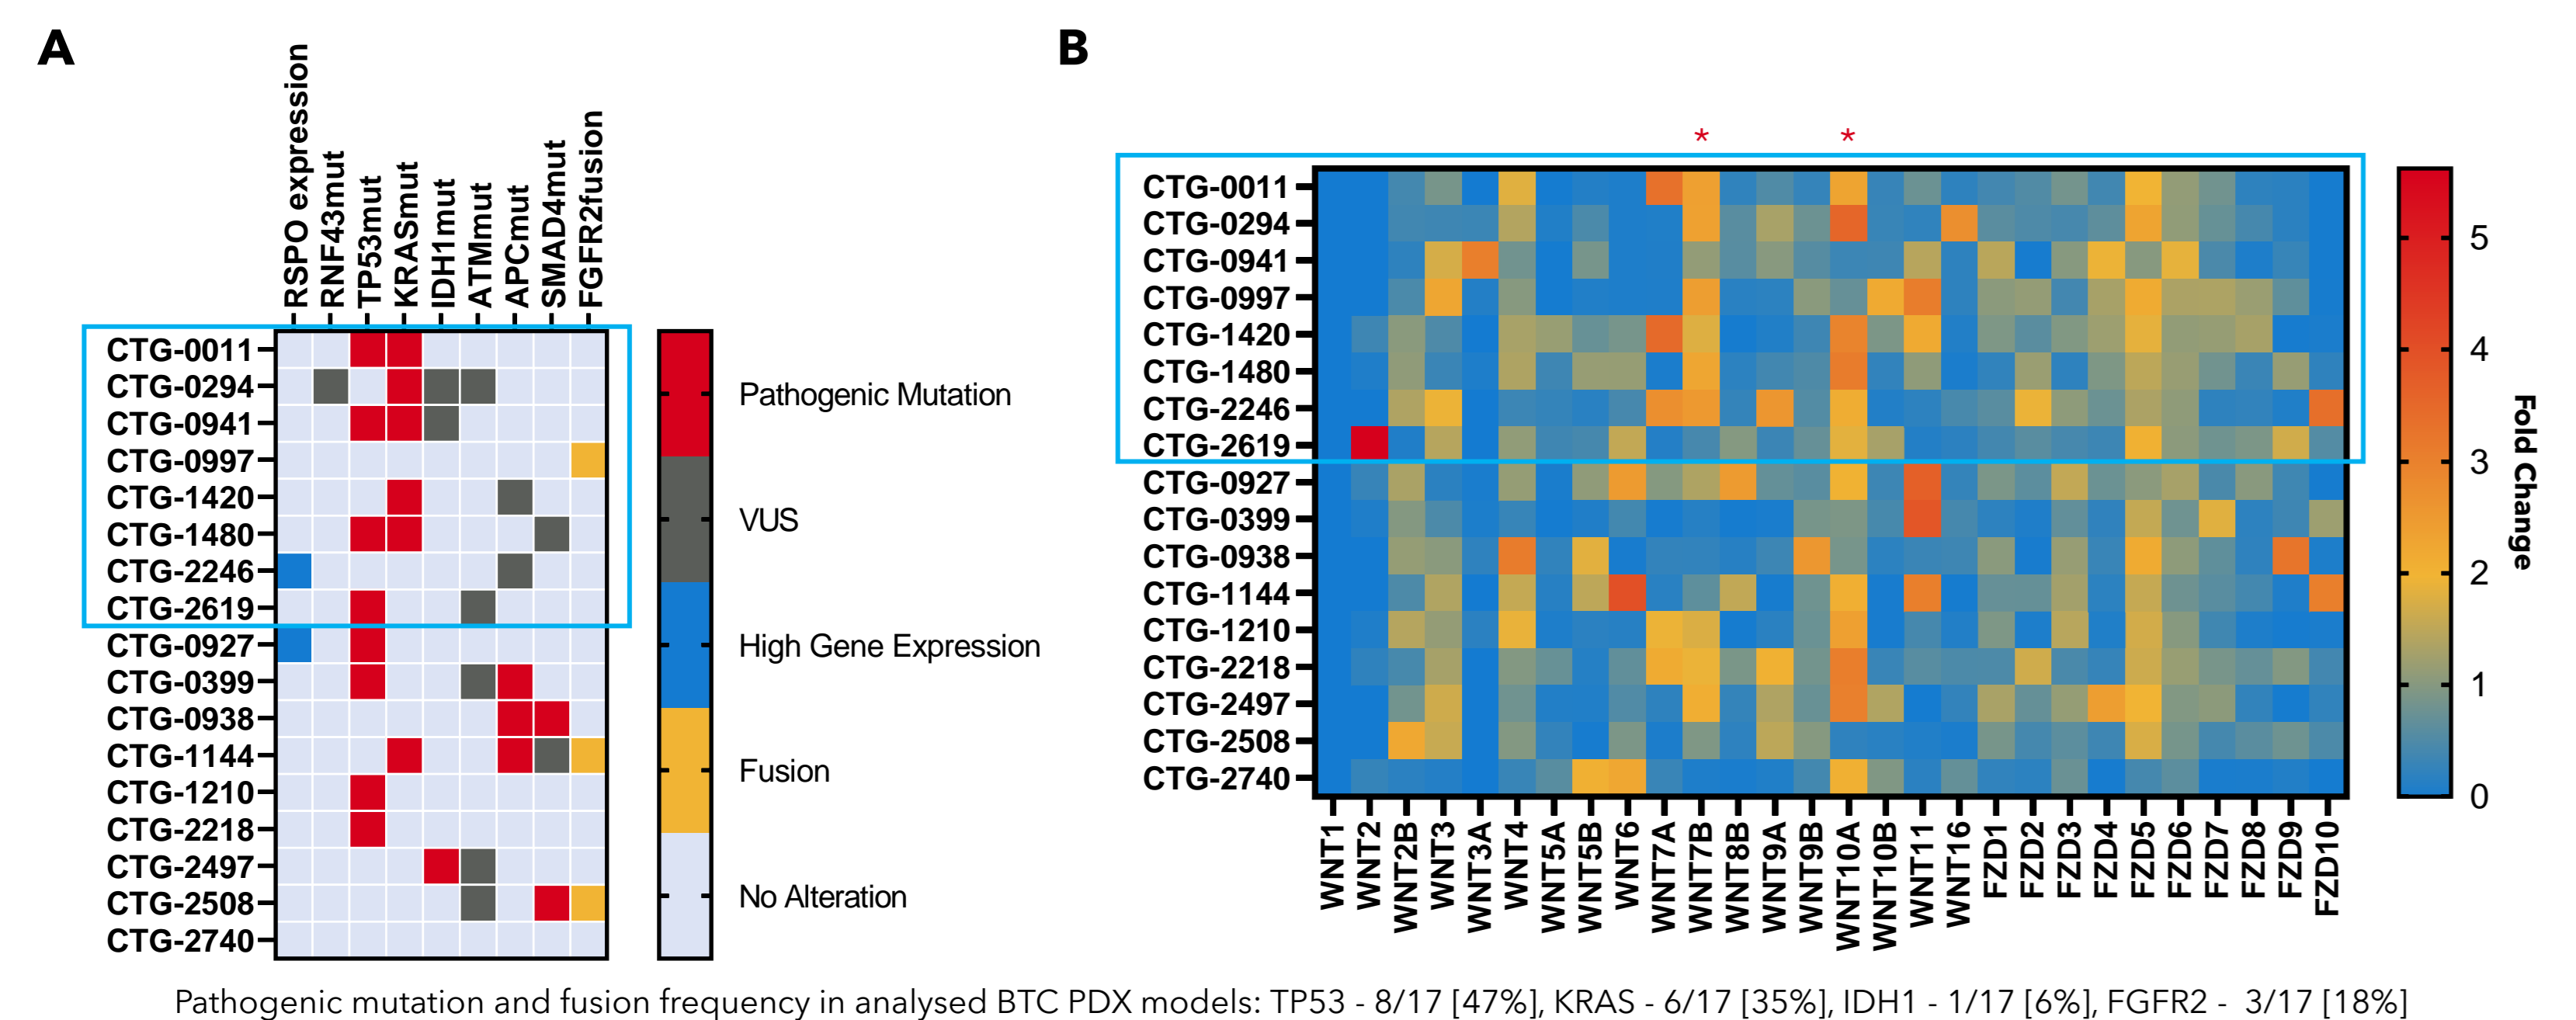 A
RSPO expression
RNF43mut
TP53mut
KRASmut
IDH1mut
ATMmut
APCmut
SMAD4mut
FGFR2fusion
CTG-0011
CTG-0294
CTG-0941
CTG-0997
CTG-1420
CTG-1480
CTG-2246
CTG-2619
CTG-0927
CTG-0399
CTG-0938
CTG-1144
CTG-1210
CTG-2218
CTG-2497
CTG-2508
CTG-2740
Pathogenic Mutation
VUS
High Gene Expression
Fusion
No Alteration
B
* *
CTG-0011
CTG-0294
CTG-0941
CTG-0997
CTG-1420
CTG-1480
CTG-2246
CTG-2619
CTG-0927
CTG-0399
CTG-0938
CTG-1144
CTG-1210
CTG-2218
CTG-2497
CTG-2508
CTG-2740
WNT1
WNT2
WNT2B
WNT3
WNT3A
WNT4
WNT5A
WNT5B
WNT6
WNT7A
WNT7B
WNT8B
WNT9A
WNT9B
WNT10A
WNT10B
WNT11
WNT16
FZD1
FZD2
FZD3
FZD4
FZD5
FZD6
FZD7
FZD8
FZD9
FZD10
5
4
3
2
1
0
Fold Change
Pathogenic mutation and fusion frequency in analysed BTC PDX models: TP53 - 8/17 [47%], KRAS - 6/17 [35%], IDH1 - 1/17 [6%], FGFR2 - 3/17 [18%]